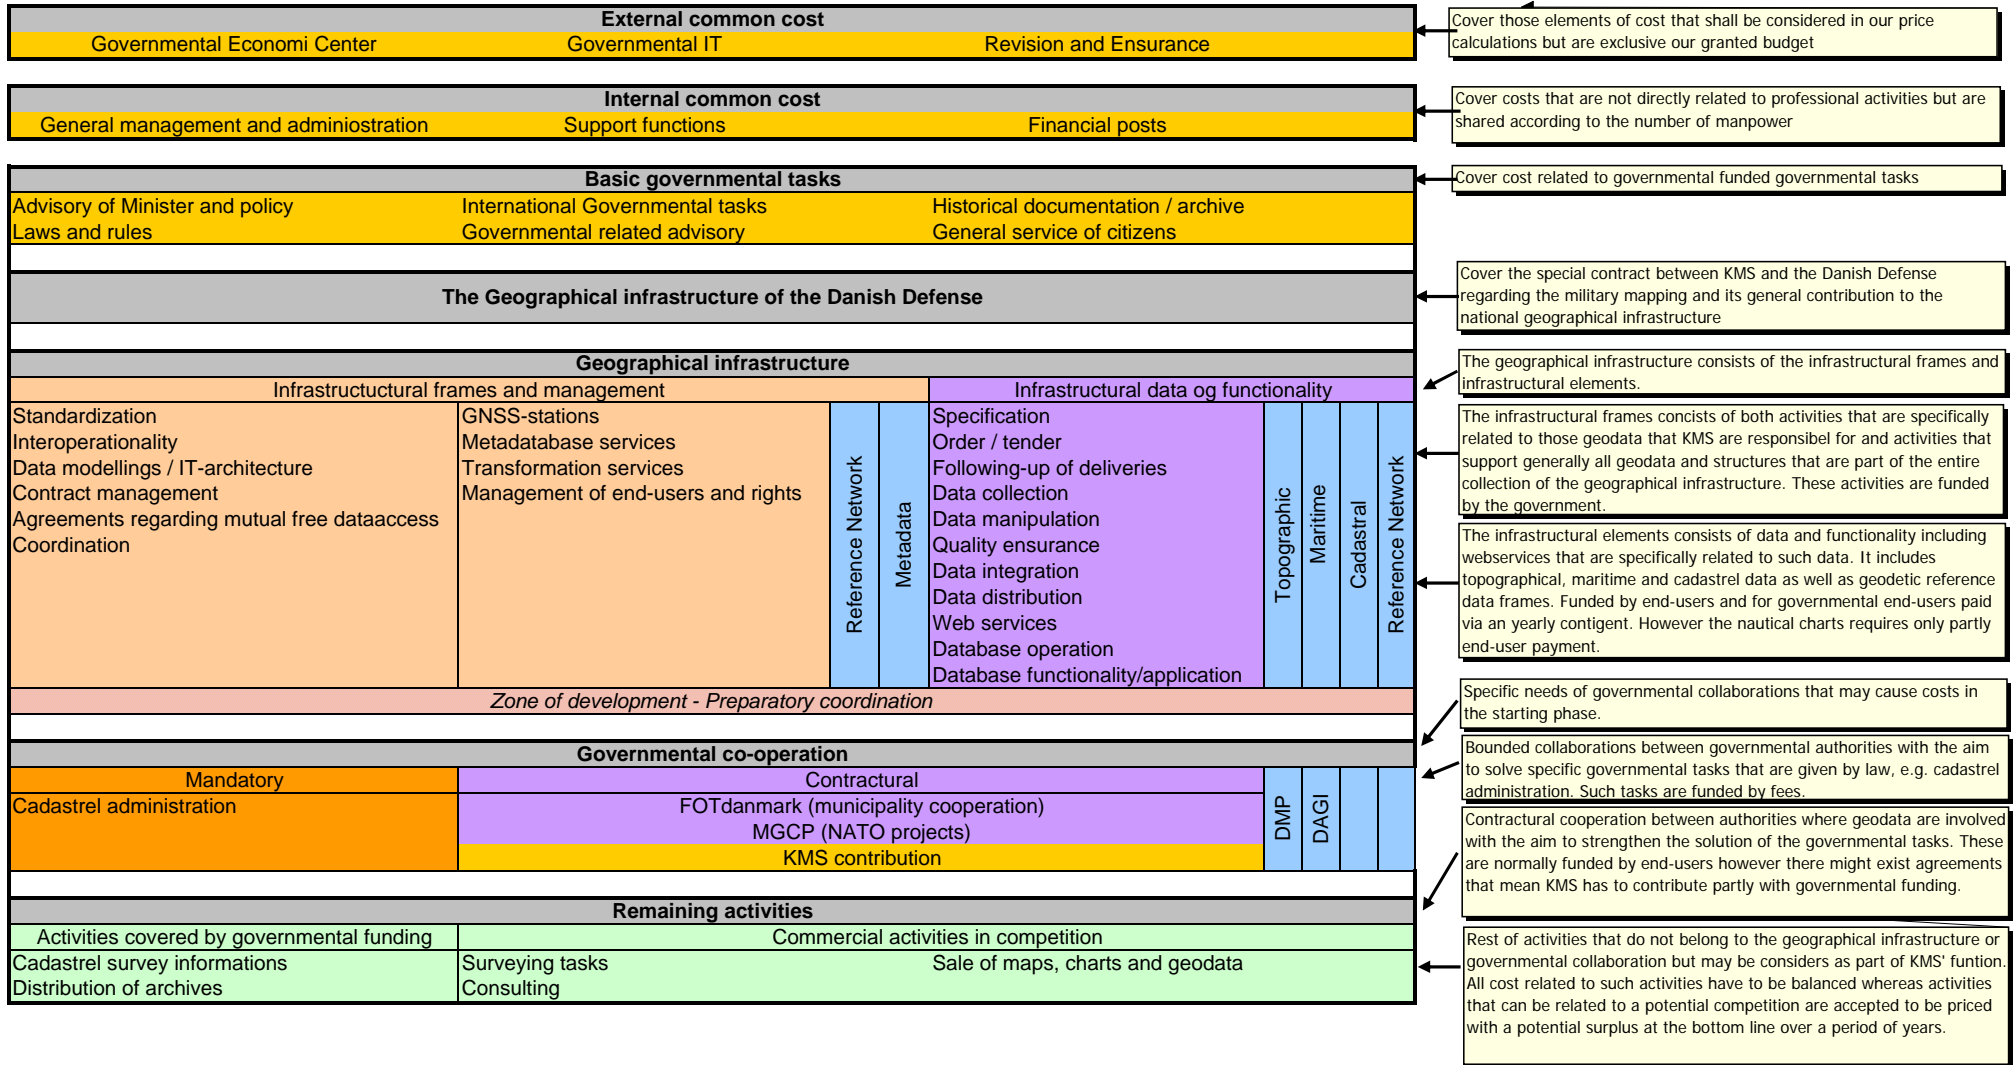 External common cost
Governmental Economi Center
Governmental IT
Revision and Ensurance
Cover those elements of cost that shall be considered in our price
calculations but are exclusive our granted budget
Internal common cost
General management and adminiostration
Support functions
Financial posts
Cover costs that are not directly related to professional activities but are
shared according to the number of manpower
Basic governmental tasks
Advisory of Minister and policy
International Governmental tasks
Historical documentation / archive
Laws and rules
Governmental related advisory
General service of citizens
Cover cost related to governmental funded governmental tasks
The Geographical infrastructure of the Danish Defense
Cover the special contract between KMS and the Danish Defense
regarding the military mapping and its general contribution to the
national geographical infrastructure
Geographical infrastructure
Infrastructuctural frames and management
Infrastructural data og functionality
Standardization
Interoperationality
Data modellings / IT-architecture
Contract management
Agreements regarding mutual free dataaccess
Coordination
GNSS-stations
Metadatabase services
Transformation services
Management of end-users and rights
Reference Network
Metadata
Specification
Order / tender
Following-up of deliveries
Data collection
Data manipulation
Quality ensurance
Data integration
Data distribution
Web services
Database operation
Database functionality/application
Topographic
Maritime
Cadastral
Reference Network
Zone of development - Preparatory coordination
The geographical infrastructure consists of the infrastructural frames and
infrastructural elements.
The infrastructural frames consists of both activities that are specifically
related to those geodata that KMS are responsibel for and activities that
support generally all geodata and structures that are part of the entire
collection of the geographical infrastructure. These activities are funded
by the government.
The infrastructural elements consists of data and functionality including
webservices that are specifically related to such data. It includes
topographical, maritime and cadastrel data as well as geodetic reference
data frames. Funded by end-users and for governmental end-users paid
via an yearly contigent. However the nautical charts requires only partly
end-user payment.
Specific needs of governmental collaborations that may cause costs in
the starting phase.
Governmental co-operation
Mandatory
Contractural
Cadastrel administration
FOTdanmark (municipality cooperation)
MGCP (NATO projects)
KMS contribution
DMP
DAGI
Bounded collaborations between governmental authorities with the aim
to solve specific governmental tasks that are given by law, e.g. cadastrel
administration. Such tasks are funded by fees.
Contractural cooperation between authorities where geodata are involved
with the aim to strengthen the solution of the governmental tasks. These
are normally funded by end-users however there might exist agreements
that mean KMS has to contribute partly with governmental funding.
Remaining activities
Activities covered by governmental funding
Commercial activities in competition
Cadastrel survey informations
Surveying tasks
Sale of maps, charts and geodata
Distribution of archives
Consulting
Rest of activities that do not belong to the geographical infrastructure or
governmental collaboration but may be considers as part of KMS' funtion.
All cost related to such activities have to be balanced whereas activities
that can be related to a potential competition are accepted to be priced
with a potential surplus at the bottom line over a period of years.